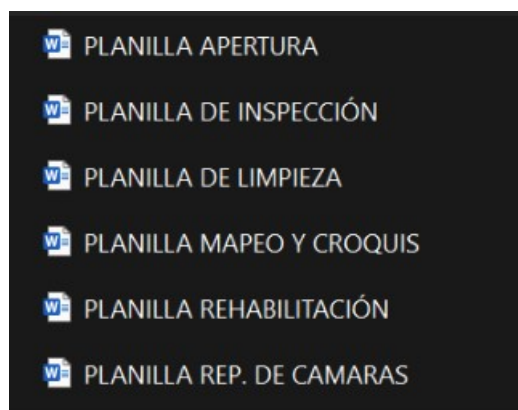 PLANILLA APERTURA
PLANILLA DE INSPECCIÓN
PLANILLA DE LIMPIEZA
PLANILLA MAPEO Y CROQUIS
PLANILLA REHABILITACIÓN
PLANILLA REP. DE CAMARAS